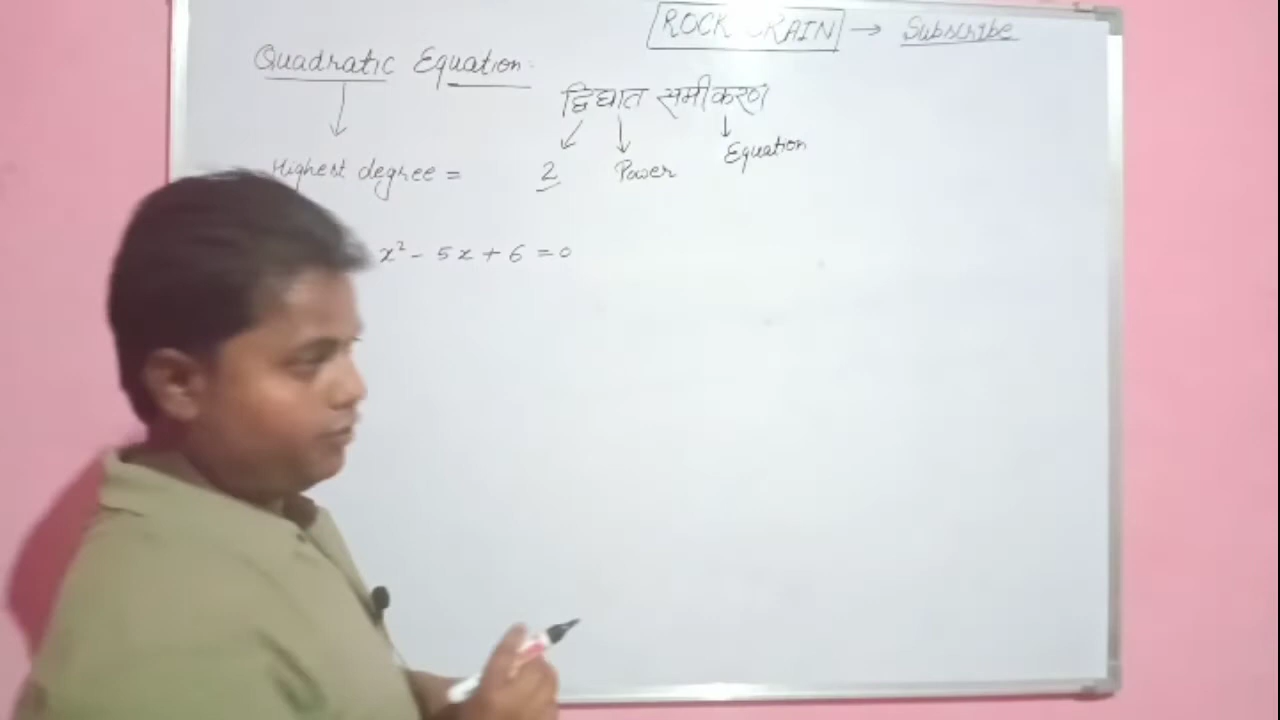 ROCK BRAIN → Subscribe
Quadratic Equation.
द्विघात समीकरण
Equation
Highest degree = 2 Power
x² - 5x + 6 = 0